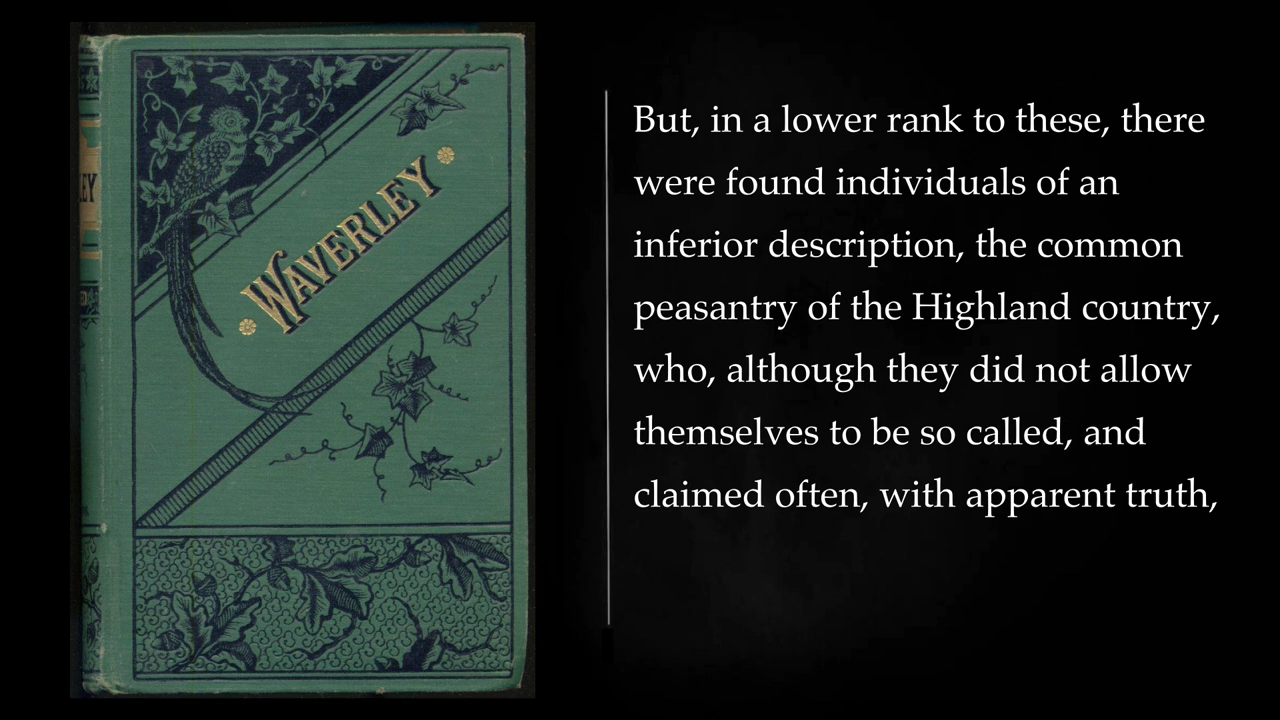 WAVERLEY
EY
But, in a lower rank to these, there
were found individuals of an
inferior description, the common
peasantry of the Highland country,
who, although they did not allow
themselves to be so called, and
claimed often, with apparent truth,